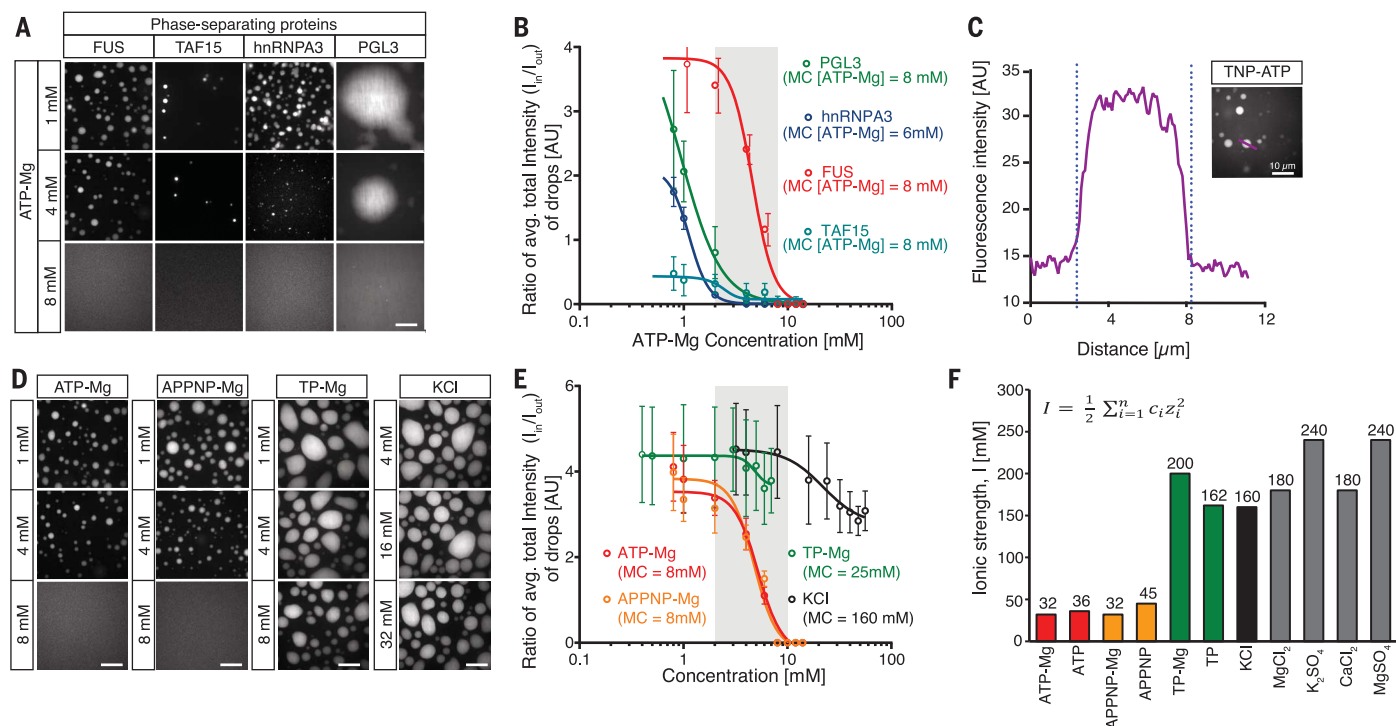 A
Phase-separating proteins
FUS TAF15 hnRNPA3 PGL3
ATP-Mg
1 mM
4 mM
8 mM
B
Ratio of avg. total Intensity (I_in/I_out)
of drops [AU]
4
3
2
1
0
0.1 1 10 100
ATP-Mg Concentration [mM]
PGL3
(MC [ATP-Mg] = 8 mM)
hnRNPA3
(MC [ATP-Mg] = 6mM)
FUS
(MC [ATP-Mg] = 8 mM)
TAF15
(MC [ATP-Mg] = 8 mM)
C
Fluorescence intensity [AU]
35
30
25
20
15
10
0 4 8 12
Distance [µm]
TNP-ATP
10 µm
D
ATP-Mg APPNP-Mg TP-Mg KCl
1 mM 1 mM 1 mM 4 mM
4 mM 4 mM 4 mM 16 mM
8 mM 8 mM 8 mM 32 mM
E
Ratio of avg. total Intensity (I_in/I_out)
of drops [AU]
6
4
2
0
0.1 1 10 100
Concentration [mM]
ATP-Mg
(MC = 8mM)
APPNP-Mg
(MC = 8mM)
TP-Mg
(MC = 25mM)
KCl
(MC = 160 mM)
F
Ionic strength, I [mM]
300
250
200
150
100
50
0
I = 1/2 ∑ⁿᵢ₌₁ cᵢzᵢ²
32 36 32 45 200 162 160 180 240 180 240
ATP-Mg
ATP
APPNP-Mg
APPNP
TP-Mg
TP
KCl
MgCl₂
K₂SO₄
CaCl₂
MgSO₄